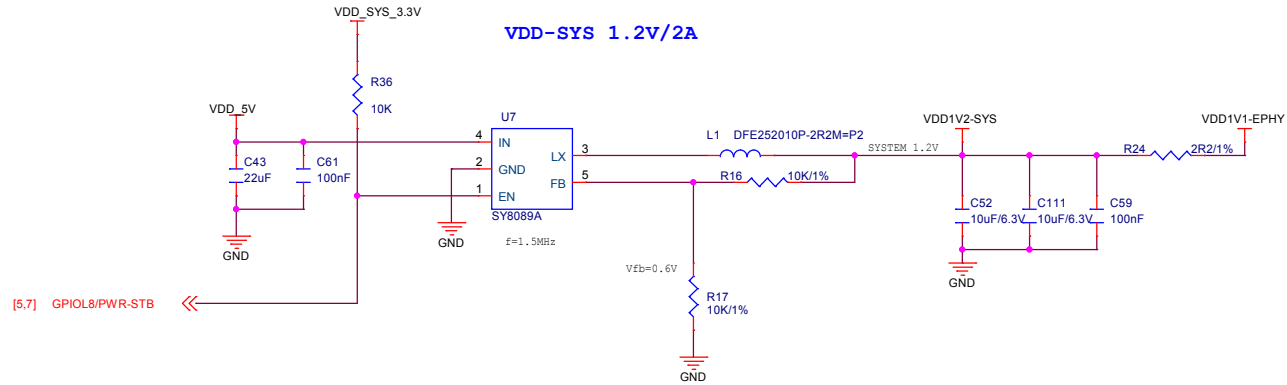 VDD_SYS_3.3V
VDD-SYS 1.2V/2A
R36
10K
VDD_5V
C43
22uF
C61
100nF
GND
U7
4
IN
2
GND
1
EN
LX
3
FB
5
SY8089A
f=1.5MHz
GND
L1 DFE252010P-2R2M=P2
R16
10K/1%
SYSTEM 1.2V
Vfb=0.6V
R17
10K/1%
GND
VDD1V2-SYS
VDD1V1-EPHY
R24
2R2/1%
C52
10uF/6.3V
C111
10uF/6.3V
C59
100nF
GND
[5,7] GPIOL8/PWR-STB